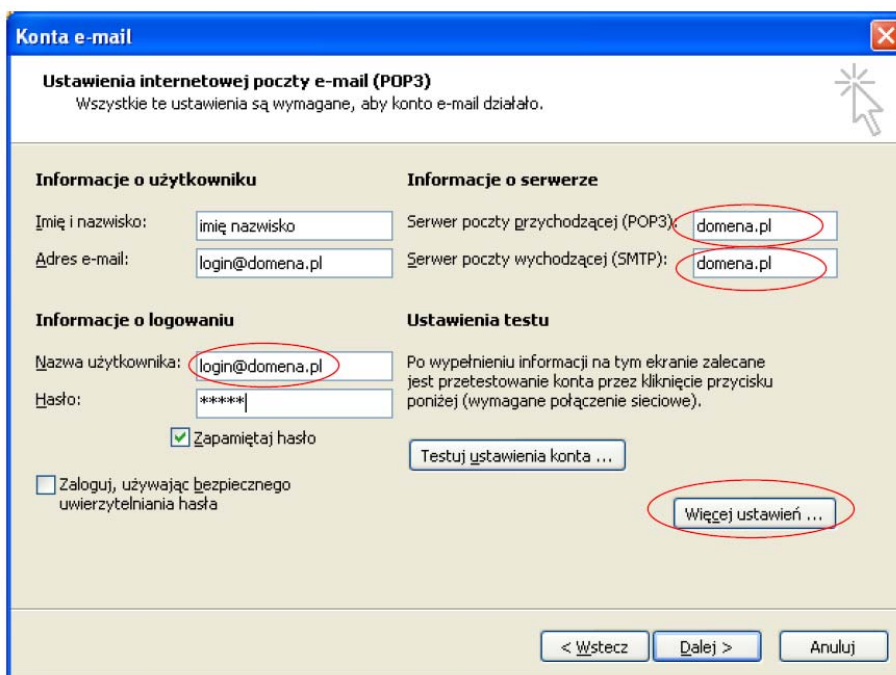 Konta e-mail
Ustawienia internetowej poczty e-mail (POP3)
Wszystkie te ustawienia są wymagane, aby konto e-mail działało.
Informacje o użytkowniku
Imię i nazwisko:
imię nazwisko
Adres e-mail:
login@domena.pl
Informacje o serwerze
Serwer poczty przychodzącej (POP3):
domena.pl
Serwer poczty wychodzącej (SMTP):
domena.pl
Informacje o logowaniu
Nazwa użytkownika:
login@domena.pl
Hasło:
*****
Zapamiętaj hasło
Zaloguj, używając bezpiecznego
uwierzytelniania hasła
Ustawienia testu
Po wypełnieniu informacji na tym ekranie zalecane
jest przetestowanie konta przez kliknięcie przycisku
poniżej (wymagane połączenie sieciowe).
Testuj ustawienia konta ...
Więcej ustawień ...
< Wstecz
Dalej >
Anuluj